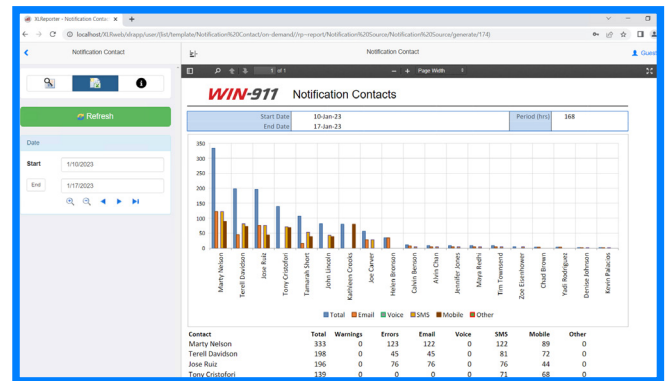 XLReporter - Notification Contac
localhost/XLRweb/xlrapp/user/(list/template/Notification%20Contact/on-demand//rp--report/Notification%20Source/Notification%20Source/generate/174)
Notification Contact
Notification Contact
Guest
1 of 1
Page Width
Refresh
Date
Start 1/10/2023
End 1/17/2023
WIN-911 Notification Contacts
Start Date 10-Jan-23 Period (hrs) 168
End Date 17-Jan-23
350
300
250
200
150
100
50
0
Marty Nelson
Terell Davidson
Jose Ruiz
Tony Cristofori
Tamarah Short
John Lincoln
Kathleen Crooks
Joe Carver
Helen Bronson
Calvin Benson
Alvin Chan
Jennifer Jones
Maya Redhi
Tim Townsend
Zoe Eisenhower
Chad Brown
Yadi Rodriguez
Denise Johnson
Kevin Palacios
Total Email Voice SMS Mobile Other
Contact Total Warnings Errors Email Voice SMS Mobile Other
Marty Nelson 333 0 123 122 0 122 89 0
Terell Davidson 198 0 45 45 0 81 72 0
Jose Ruiz 196 0 76 76 0 76 44 0
Tony Cristofori 139 0 0 0 0 71 68 0